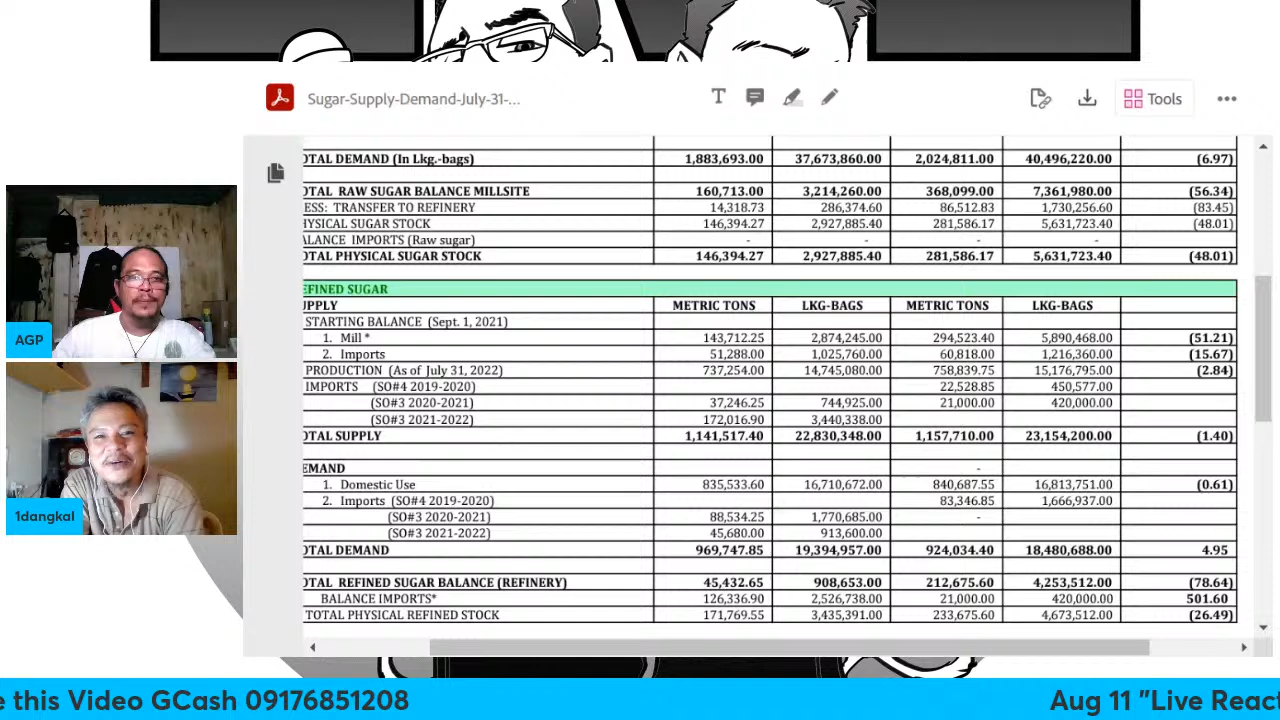 Sugar-Supply-Demand-July-31-...
T
Tools
OTAL DEMAND (In Lkg.-bags) 1,883,693.00 37,673,860.00 2,024,811.00 40,496,220.00 (6.97)
OTAL RAW SUGAR BALANCE MILLSITE 160,713.00 3,214,260.00 368,099.00 7,361,980.00 (56.34)
ESS: TRANSFER TO REFINERY 14,318.73 286,374.60 86,512.83 1,730,256.60 (83.45)
HYSICAL SUGAR STOCK 146,394.27 2,927,885.40 281,586.17 5,631,723.40 (48.01)
ALANCE IMPORTS (Raw sugar) - - - -
OTAL PHYSICAL SUGAR STOCK 146,394.27 2,927,885.40 281,586.17 5,631,723.40 (48.01)
EFINED SUGAR
UPPLY METRIC TONS LKG-BAGS METRIC TONS LKG-BAGS
STARTING BALANCE (Sept. 1, 2021)
1. Mill * 143,712.25 2,874,245.00 294,523.40 5,890,468.00 (51.21)
2. Imports 51,288.00 1,025,760.00 60,818.00 1,216,360.00 (15.67)
PRODUCTION (As of July 31, 2022) 737,254.00 14,745,080.00 758,839.75 15,176,795.00 (2.84)
IMPORTS (SO#4 2019-2020) 22,528.85 450,577.00
(SO#3 2020-2021) 37,246.25 744,925.00 21,000.00 420,000.00
(SO#3 2021-2022) 172,016.90 3,440,338.00
OTAL SUPPLY 1,141,517.40 22,830,348.00 1,157,710.00 23,154,200.00 (1.40)
EMAND -
1. Domestic Use 835,533.60 16,710,672.00 840,687.55 16,813,751.00 (0.61)
2. Imports (SO#4 2019-2020) 83,346.85 1,666,937.00
(SO#3 2020-2021) 88,534.25 1,770,685.00 -
(SO#3 2021-2022) 45,680.00 913,600.00
OTAL DEMAND 969,747.85 19,394,957.00 924,034.40 18,480,688.00 4.95
OTAL REFINED SUGAR BALANCE (REFINERY) 45,432.65 908,653.00 212,675.60 4,253,512.00 (78.64)
BALANCE IMPORTS* 126,336.90 2,526,738.00 21,000.00 420,000.00 501.60
TOTAL PHYSICAL REFINED STOCK 171,769.55 3,435,391.00 233,675.60 4,673,512.00 (26.49)
AGP
1dangkal
e this Video GCash 09176851208 Aug 11 "Live React